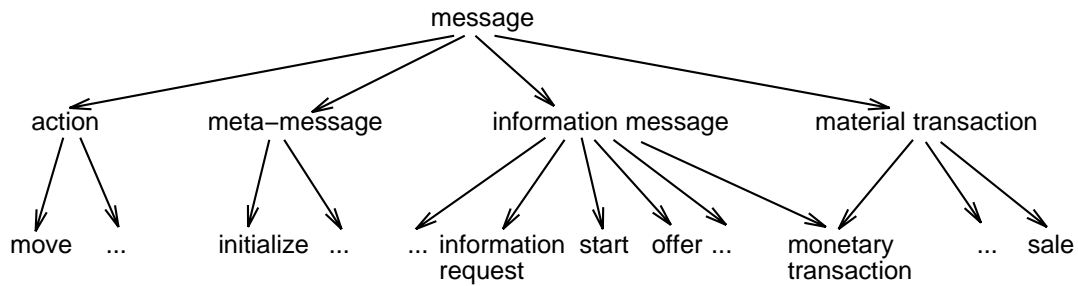 message
action meta−message information message material transaction
move ... initialize ... ... information start offer ... monetary ... sale
request transaction